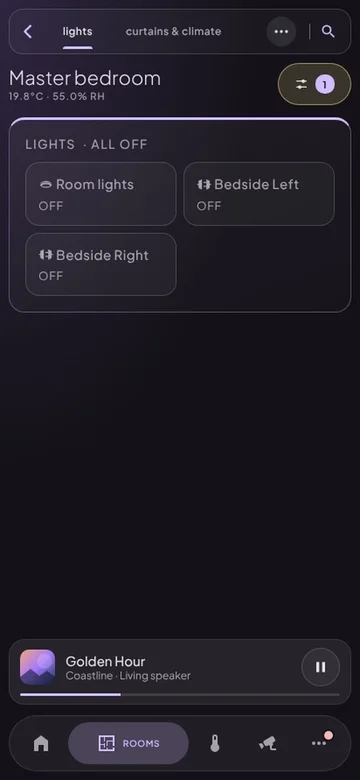 lights
curtains & climate
Master bedroom
19.8°C · 55.0% RH
1
LIGHTS · ALL OFF
Room lights
OFF
Bedside Left
OFF
Bedside Right
OFF
Golden Hour
Coastline · Living speaker
ROOMS